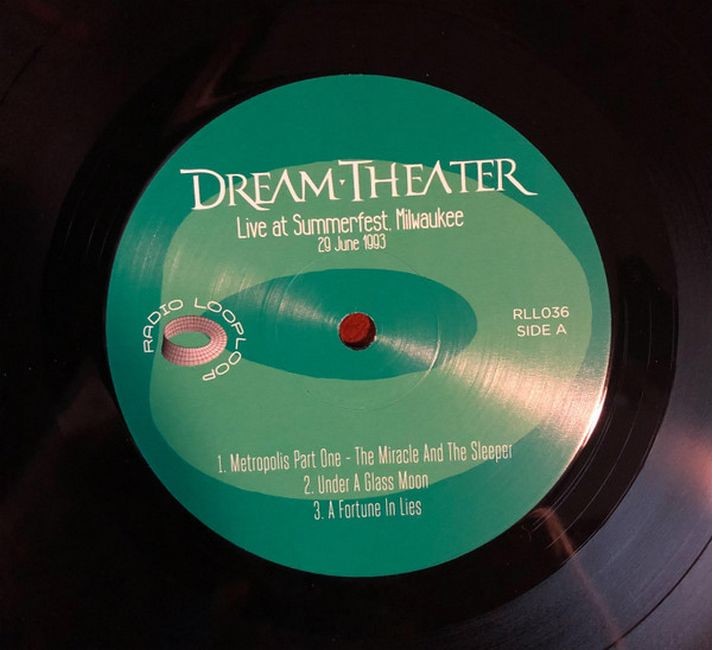 DREAM·THEATER
Live at Summerfest, Milwaukee
29 June 1993
RADIO LOOPLOOP
RLL036
SIDE A
1. Metropolis Part One - The Miracle And The Sleeper
2. Under A Glass Moon
3. A Fortune In Lies